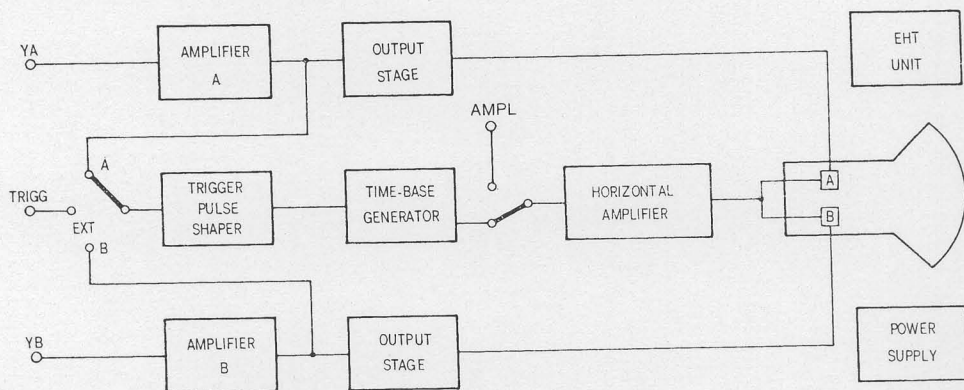 YA
AMPLIFIER
A
OUTPUT
STAGE
EHT
UNIT
AMPL
A
TRIGG
EXT
B
TRIGGER
PULSE
SHAPER
TIME-BASE
GENERATOR
HORIZONTAL
AMPLIFIER
A
B
YB
AMPLIFIER
B
OUTPUT
STAGE
POWER
SUPPLY